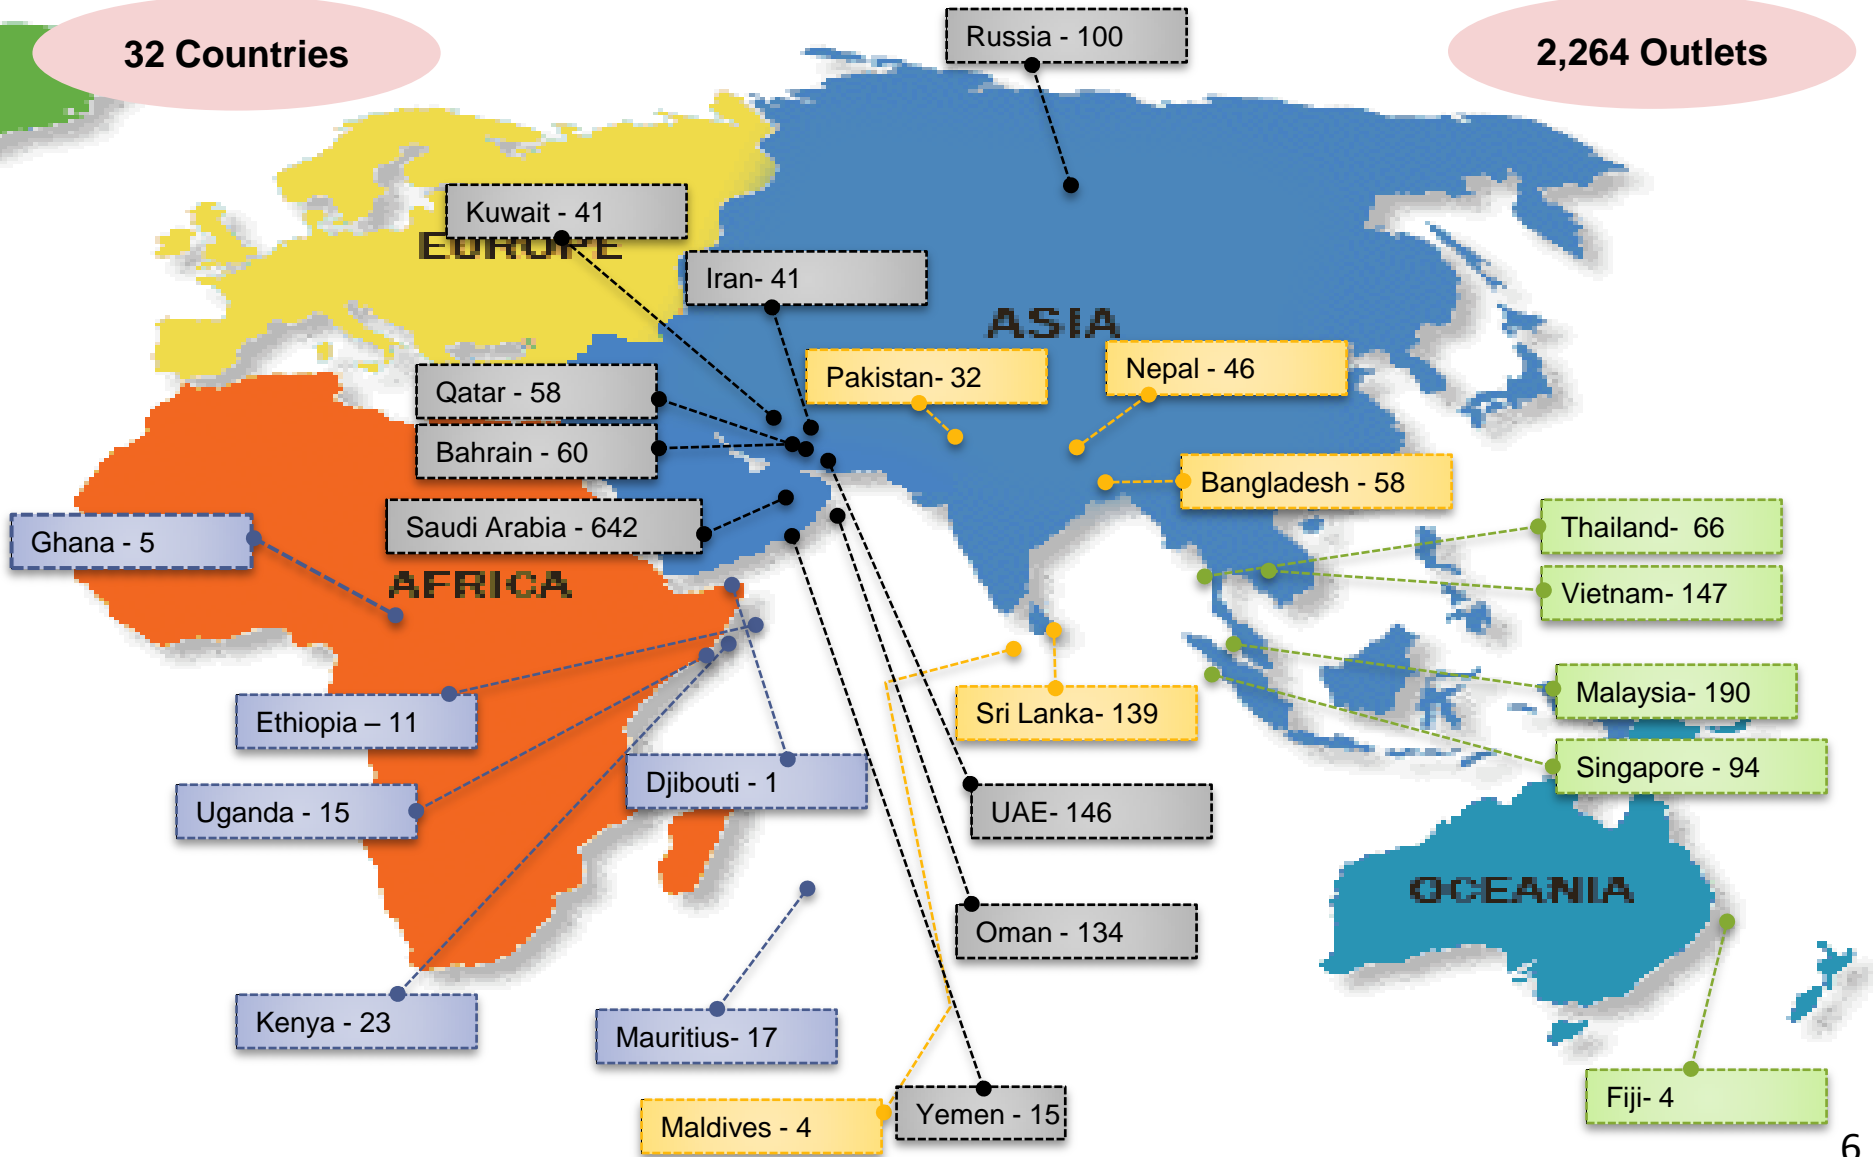 32 Countries
2,264 Outlets
Russia - 100
Kuwait - 41
EUROPE
Iran- 41
ASIA
Pakistan- 32
Nepal - 46
Qatar - 58
Bahrain - 60
Bangladesh - 58
Saudi Arabia - 642
Ghana - 5
Thailand-  66
AFRICA
Vietnam- 147
Ethiopia – 11
Sri Lanka- 139
Malaysia- 190
Singapore - 94
Djibouti - 1
Uganda - 15
UAE- 146
OCEANIA
Oman - 134
Kenya - 23
Mauritius- 17
Fiji- 4
Maldives - 4
Yemen - 15
6